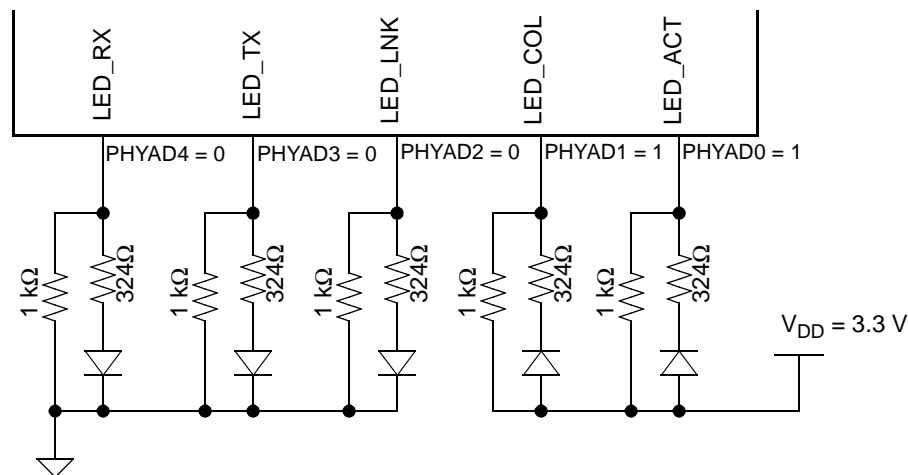 LED_RX
LED_TX
LED_LNK
LED_COL
LED_ACT
PHYAD4 = 0
PHYAD3 = 0
PHYAD2 = 0
PHYAD1 = 1
PHYAD0 = 1
1 kΩ
324Ω
1 kΩ
324Ω
1 kΩ
324Ω
1 kΩ
324Ω
1 kΩ
324Ω
VDD = 3.3 V